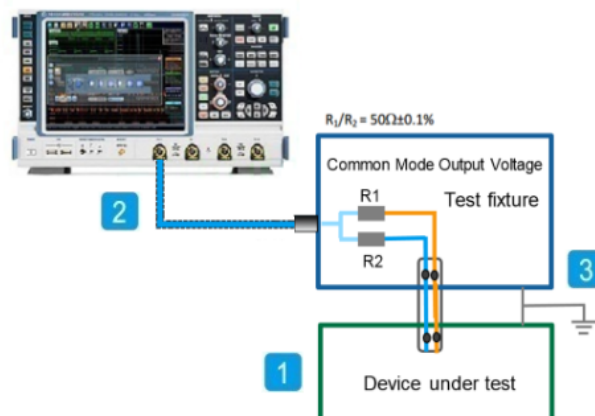 R₁/R₂ = 50Ω±0.1%
Common Mode Output Voltage
R1
Test fixture
R2
2
3
1
Device under test